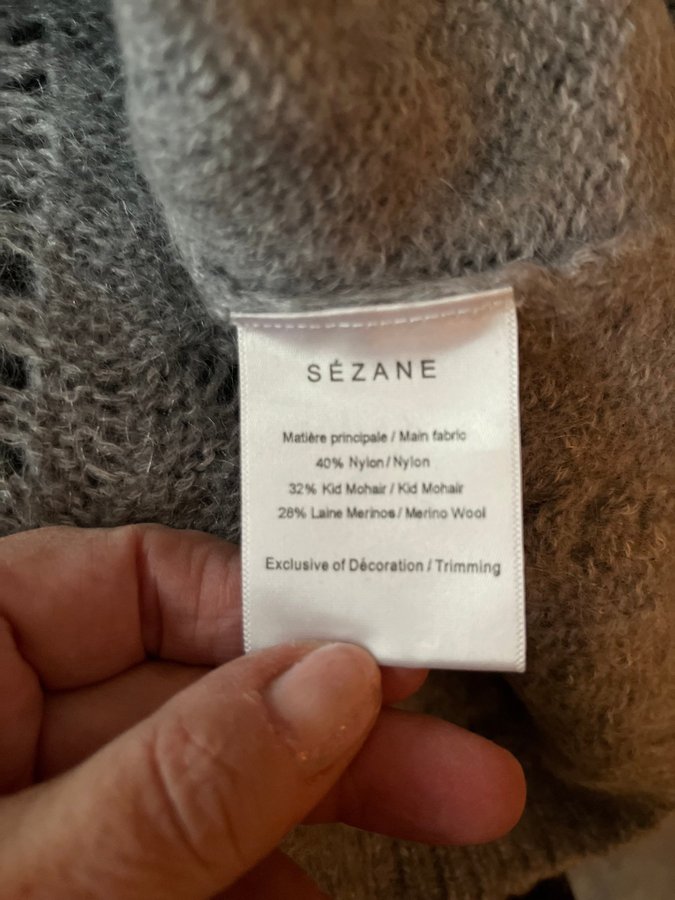 SÉZANE
Matière principale / Main fabric
40% Nylon / Nylon
32% Kid Mohair / Kid Mohair
28% Laine Merinos / Merino Wool
Exclusive of Décoration / Trimming